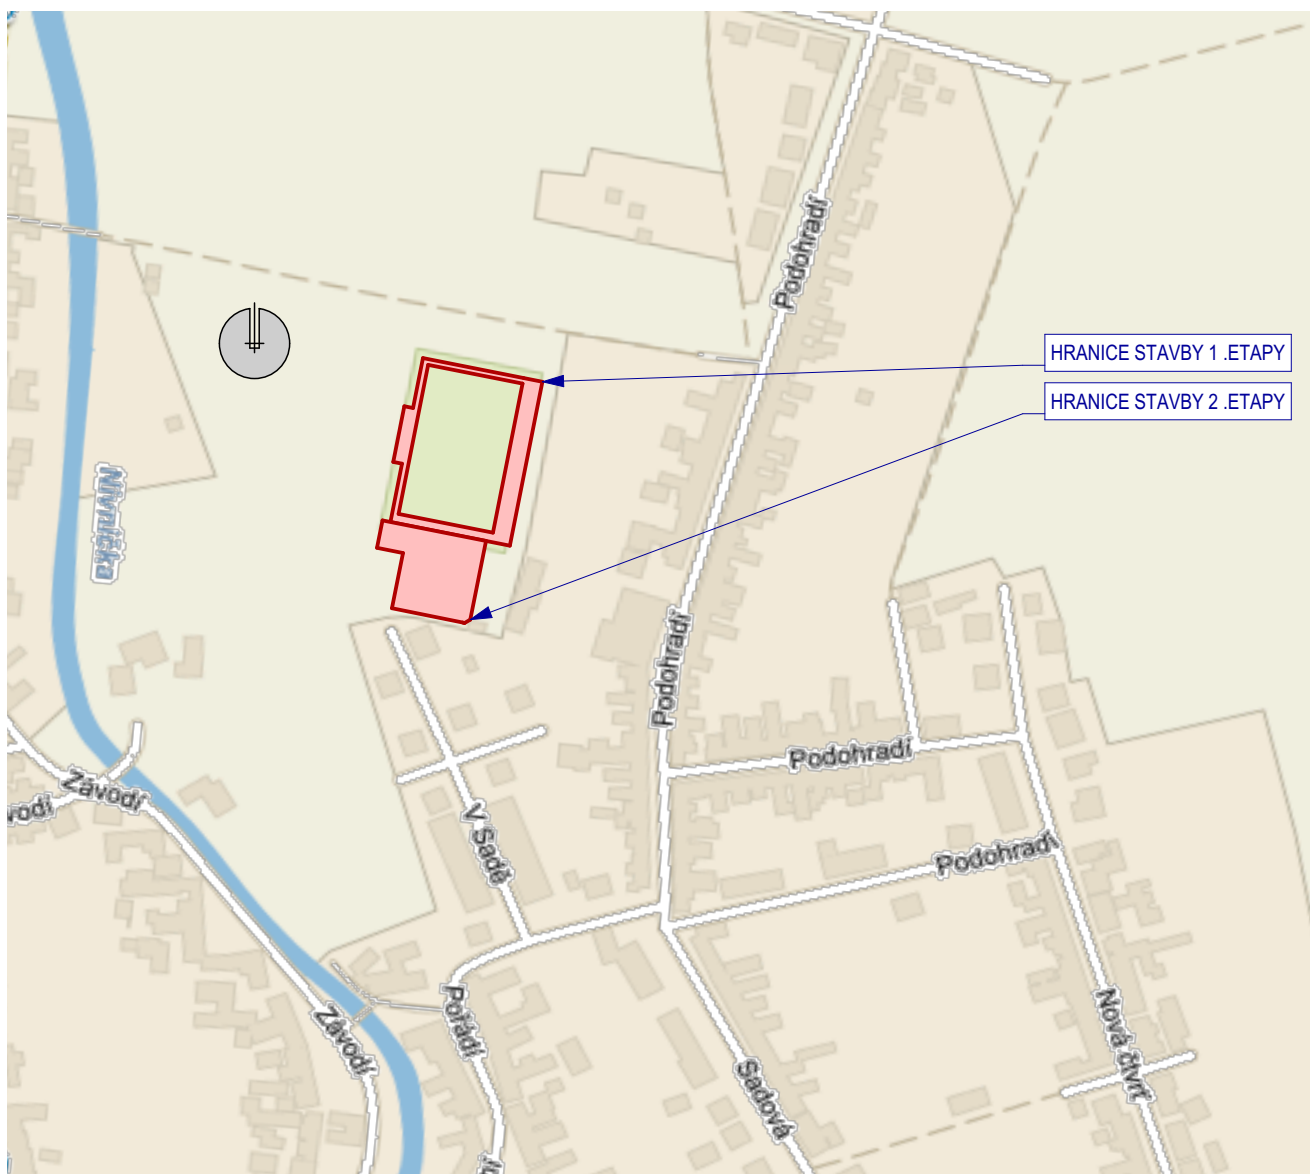 Podohradí
HRANICE STAVBY 1 .ETAPY
HRANICE STAVBY 2 .ETAPY
Nivnička
Podohradí
Podohradí
Závodí
vodí
V Sadě
Podohradí
Pořádí
Závodí
Nová čtvrť
Sadová